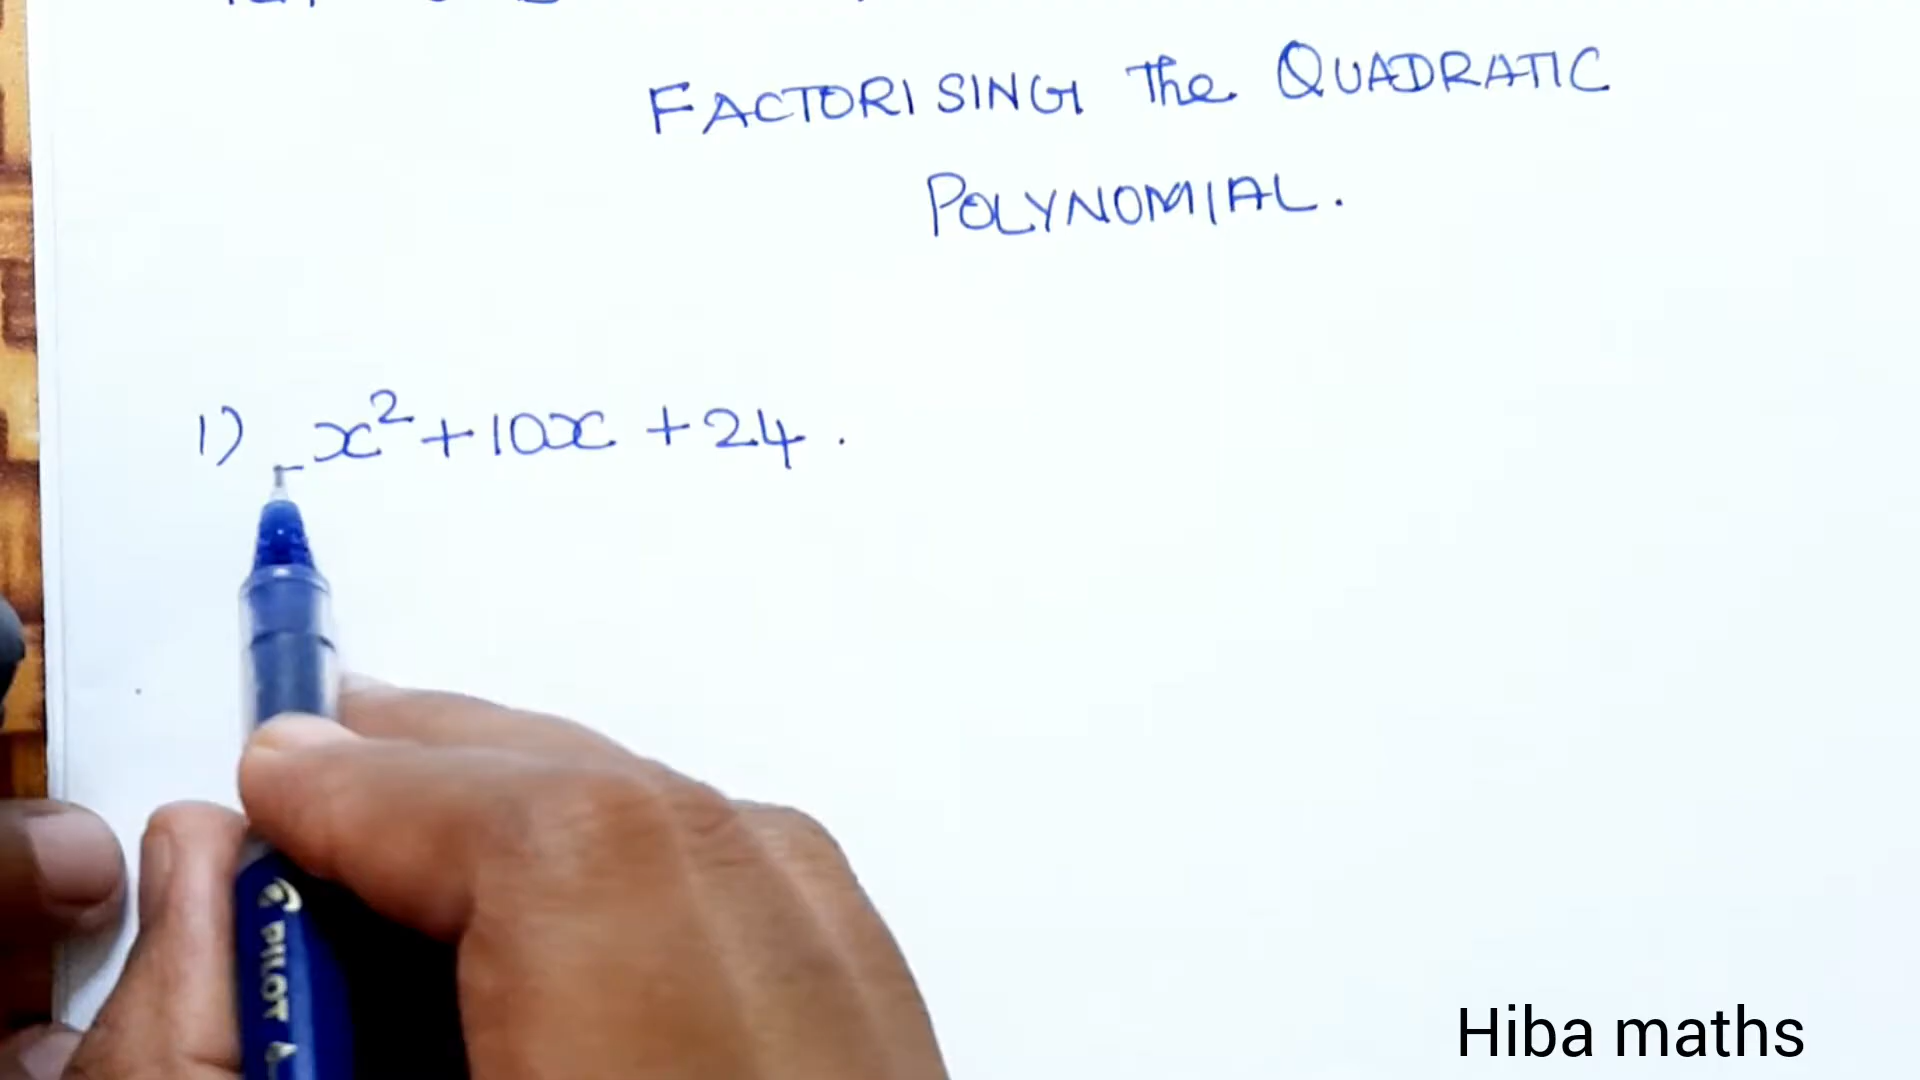 FACTORISING The QUADRATIC
POLYNOMIAL.
1) x² + 10x + 24.
PILOT
Hiba maths